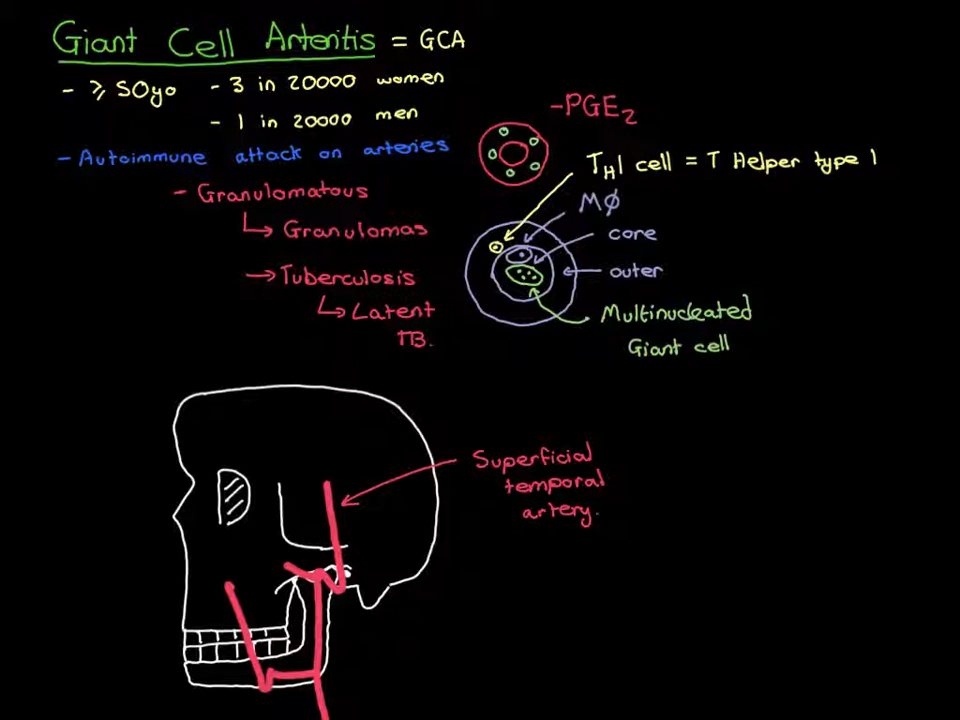 Giant Cell Arteritis = GCA
- ⩾ 50yo - 3 in 20000 women
- 1 in 20000 men
- Autoimmune attack on arteries
- Granulomatous
↳ Granulomas
→ Tuberculosis
↳ Latent
TB.
- PGE2
TH1 cell = T Helper type 1
MØ
core
outer
Multinucleated
Giant cell
Superficial
temporal
artery.